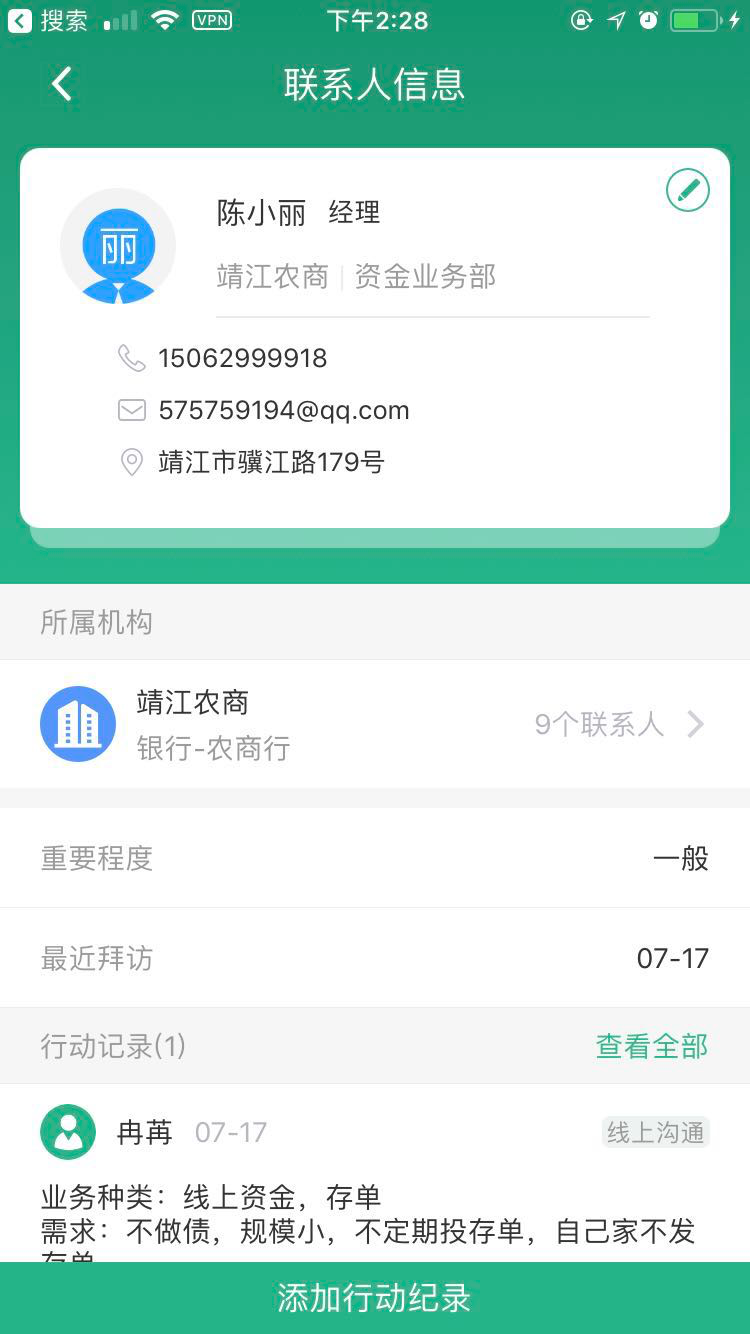 搜索 VPN 下午2:28
联系人信息
丽
陈小丽 经理
靖江农商 | 资金业务部
15062999918
575759194@qq.com
靖江市骥江路179号
所属机构
靖江农商
银行-农商行
9个联系人
重要程度 一般
最近拜访 07-17
行动记录(1) 查看全部
冉苒 07-17 线上沟通
业务种类：线上资金，存单
需求：不做债，规模小，不定期投存单，自己家不发
存单
添加行动纪录